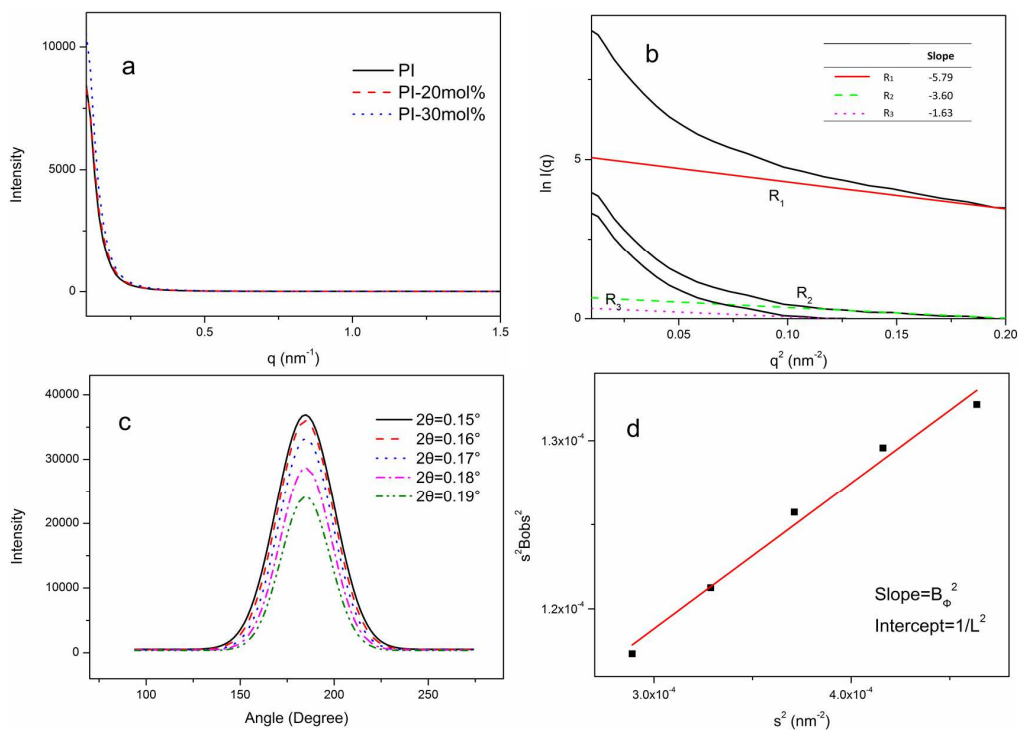 a
PI
PI-20mol%
PI-30mol%
10000
5000
0
Intensity
0.5
1.0
1.5
q (nm⁻¹)
b
Slope
R₁ -5.79
R₂ -3.60
R₃ -1.63
5
0
ln I(q)
R₁
R₂
R₃
0.05
0.10
0.15
0.20
q² (nm⁻²)
c
2θ=0.15°
2θ=0.16°
2θ=0.17°
2θ=0.18°
2θ=0.19°
40000
30000
20000
10000
0
Intensity
100
150
200
250
Angle (Degree)
d
1.3x10⁻⁴
1.2x10⁻⁴
s²Bobs²
Slope=B_Φ²
Intercept=1/L²
3.0x10⁻⁴
4.0x10⁻⁴
s² (nm⁻²)